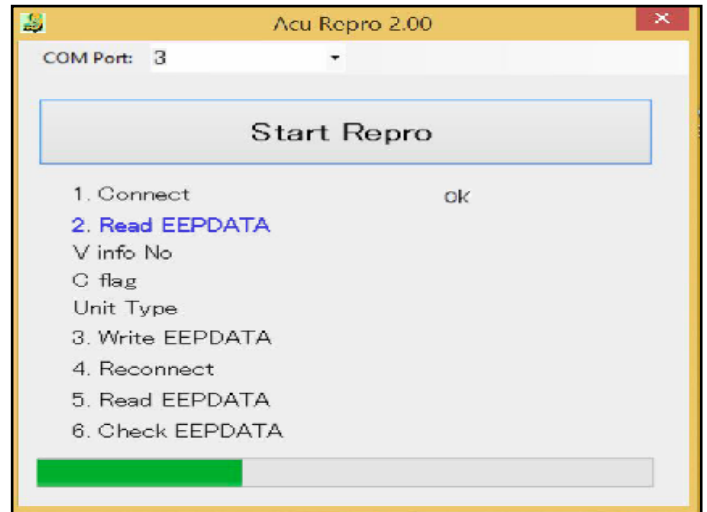 Acu Repro 2.00
COM Port: 3
Start Repro
1. Connect ok
2. Read EEPDATA
V info No
C flag
Unit Type
3. Write EEPDATA
4. Reconnect
5. Read EEPDATA
6. Check EEPDATA